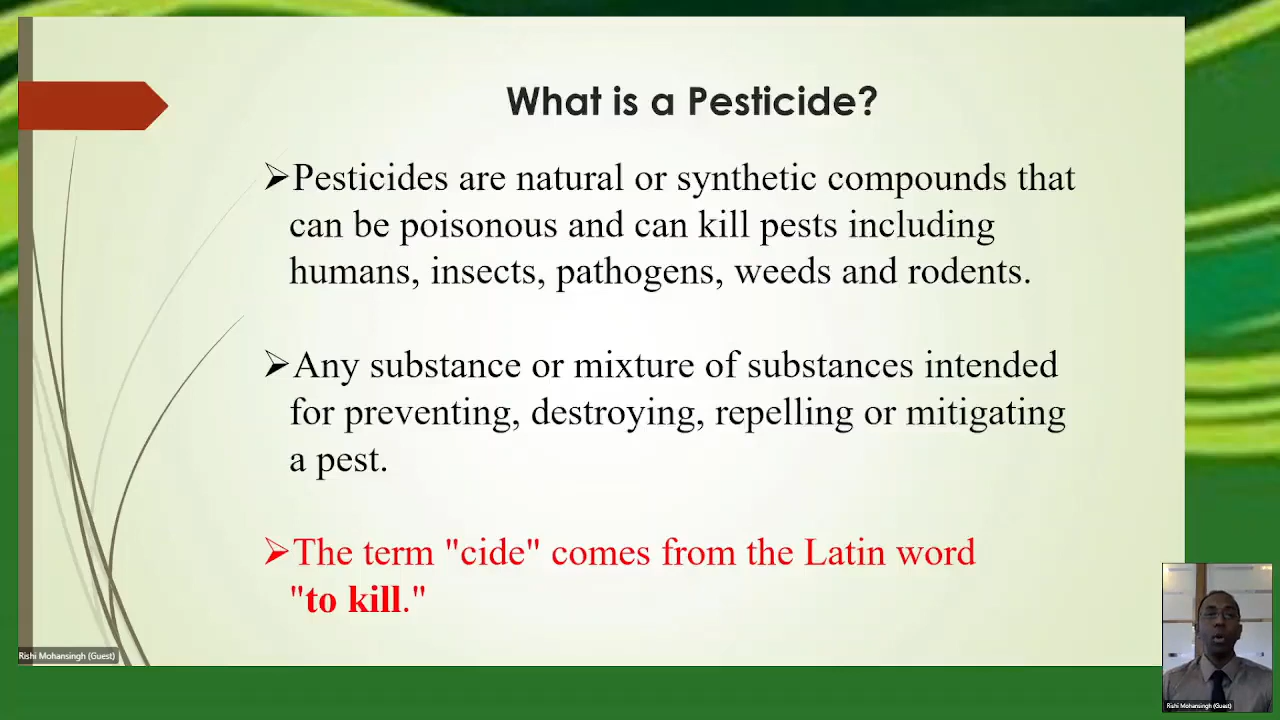 What is a Pesticide?
➢Pesticides are natural or synthetic compounds that
can be poisonous and can kill pests including
humans, insects, pathogens, weeds and rodents.
➢Any substance or mixture of substances intended
for preventing, destroying, repelling or mitigating
a pest.
➢The term "cide" comes from the Latin word
"to kill."
Rishi Mohansingh (Guest)
Rishi Mohansingh (Guest)